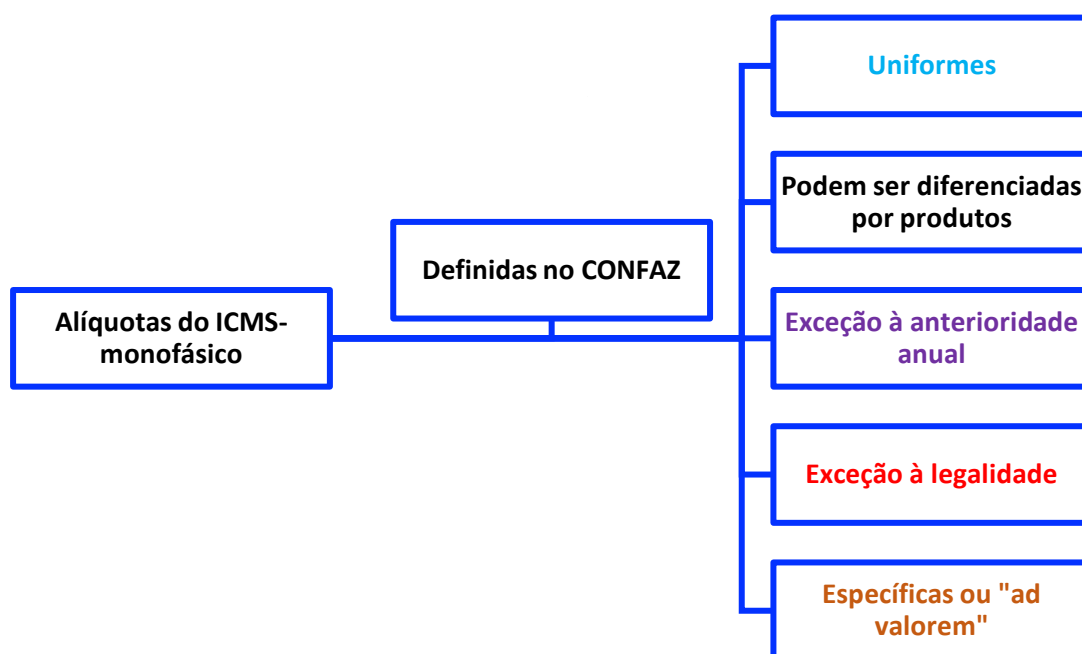 Alíquotas do ICMS-
monofásico
Definidas no CONFAZ
Uniformes
Podem ser diferenciadas
por produtos
Exceção à anterioridade
anual
Exceção à legalidade
Específicas ou "ad
valorem"